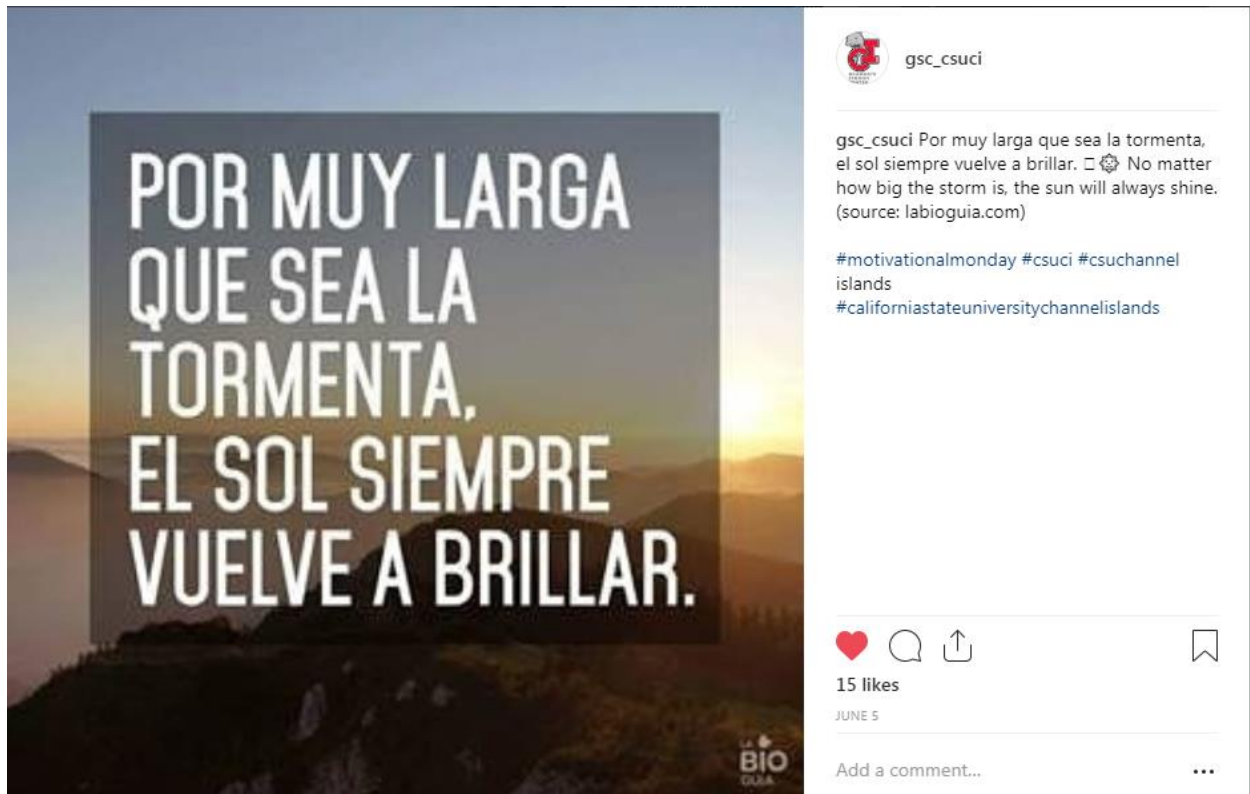 POR MUY LARGA
QUE SEA LA
TORMENTA,
EL SOL SIEMPRE
VUELVE A BRILLAR.
LA
BIO
GUIA
gsc_csuci
gsc_csuci Por muy larga que sea la tormenta,
el sol siempre vuelve a brillar. No matter
how big the storm is, the sun will always shine.
(source: labioguia.com)
#motivationalmonday #csuci #csuchannel
islands
#californiastateuniversitychannelislands
15 likes
JUNE 5
Add a comment...